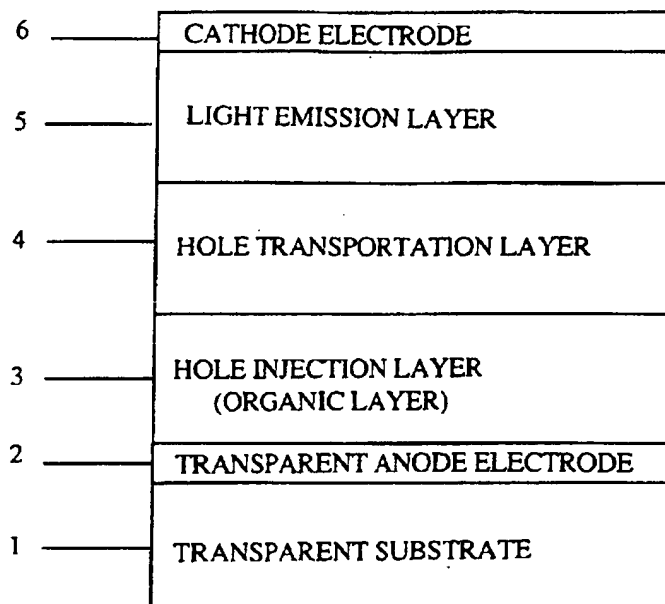 6 CATHODE ELECTRODE
5 LIGHT EMISSION LAYER
4 HOLE TRANSPORTATION LAYER
3 HOLE INJECTION LAYER
(ORGANIC LAYER)
2 TRANSPARENT ANODE ELECTRODE
1 TRANSPARENT SUBSTRATE